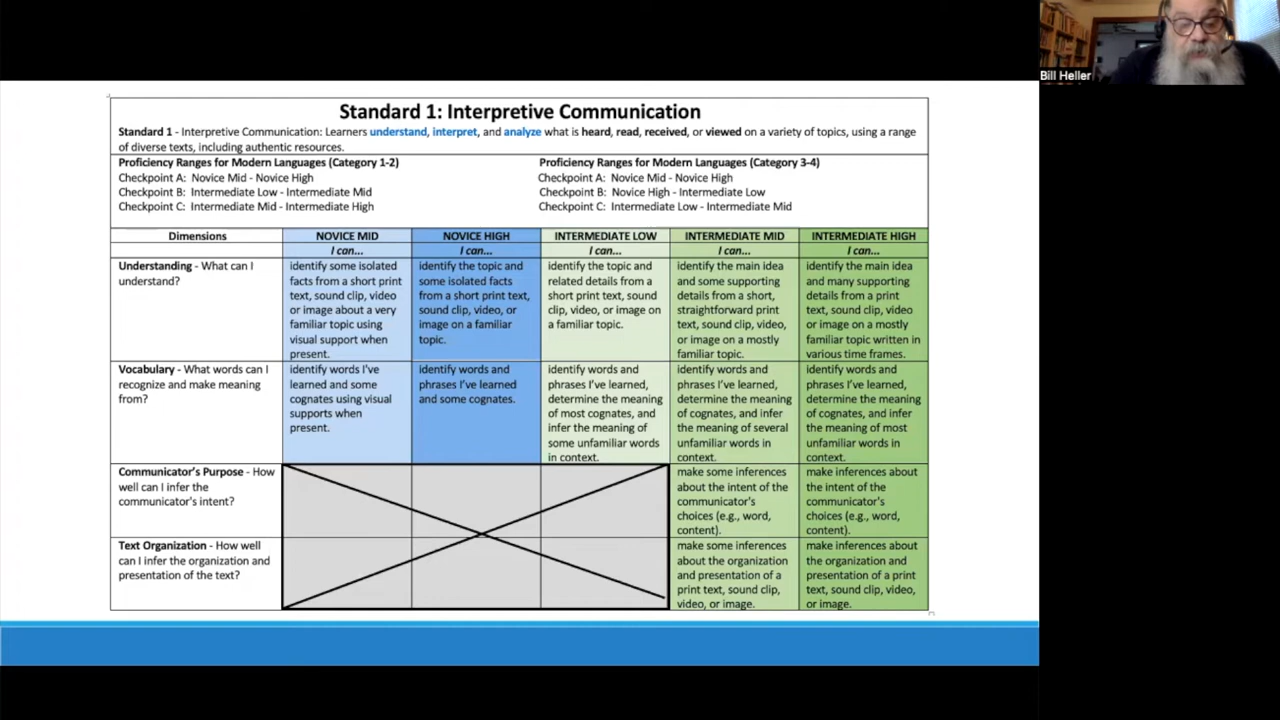 Bill Heller
Standard 1: Interpretive Communication
Standard 1 - Interpretive Communication: Learners understand, interpret, and analyze what is heard, read, received, or viewed on a variety of topics, using a range
of diverse texts, including authentic resources.
Proficiency Ranges for Modern Languages (Category 1-2)
Checkpoint A: Novice Mid - Novice High
Checkpoint B: Intermediate Low - Intermediate Mid
Checkpoint C: Intermediate Mid - Intermediate High
Proficiency Ranges for Modern Languages (Category 3-4)
Checkpoint A: Novice Mid - Novice High
Checkpoint B: Novice High - Intermediate Low
Checkpoint C: Intermediate Low - Intermediate Mid
Dimensions
NOVICE MID
NOVICE HIGH
INTERMEDIATE LOW
INTERMEDIATE MID
INTERMEDIATE HIGH
I can...
I can...
I can...
I can...
I can...
Understanding - What can I
understand?
identify some isolated
facts from a short print
text, sound clip, video
or image about a very
familiar topic using
visual support when
present.
identify the topic and
some isolated facts
from a short print text,
sound clip, video, or
image on a familiar
topic.
identify the topic and
related details from a
short print text, sound
clip, video, or image on
a familiar topic.
identify the main idea
and some supporting
details from a short,
straightforward print
text, sound clip, video,
or image on a mostly
familiar topic.
identify the main idea
and many supporting
details from a print
text, sound clip, video
or image on a mostly
familiar topic written in
various time frames.
Vocabulary - What words can I
recognize and make meaning
from?
identify words I've
learned and some
cognates using visual
supports when
present.
identify words and
phrases I've learned
and some cognates.
identify words and
phrases I've learned,
determine the meaning
of most cognates, and
infer the meaning of
some unfamiliar words
in context.
identify words and
phrases I've learned,
determine the meaning
of cognates, and infer
the meaning of several
unfamiliar words in
context.
identify words and
phrases I've learned,
determine the meaning
of cognates, and infer
the meaning of most
unfamiliar words in
context.
Communicator's Purpose - How
well can I infer the
communicator's intent?
make some inferences
about the intent of the
communicator's
choices (e.g., word,
content).
make inferences about
the intent of the
communicator's
choices (e.g., word,
content).
Text Organization - How well
can I infer the organization and
presentation of the text?
make some inferences
about the organization
and presentation of a
print text, sound clip,
video, or image.
make inferences about
the organization and
presentation of a print
text, sound clip, video,
or image.